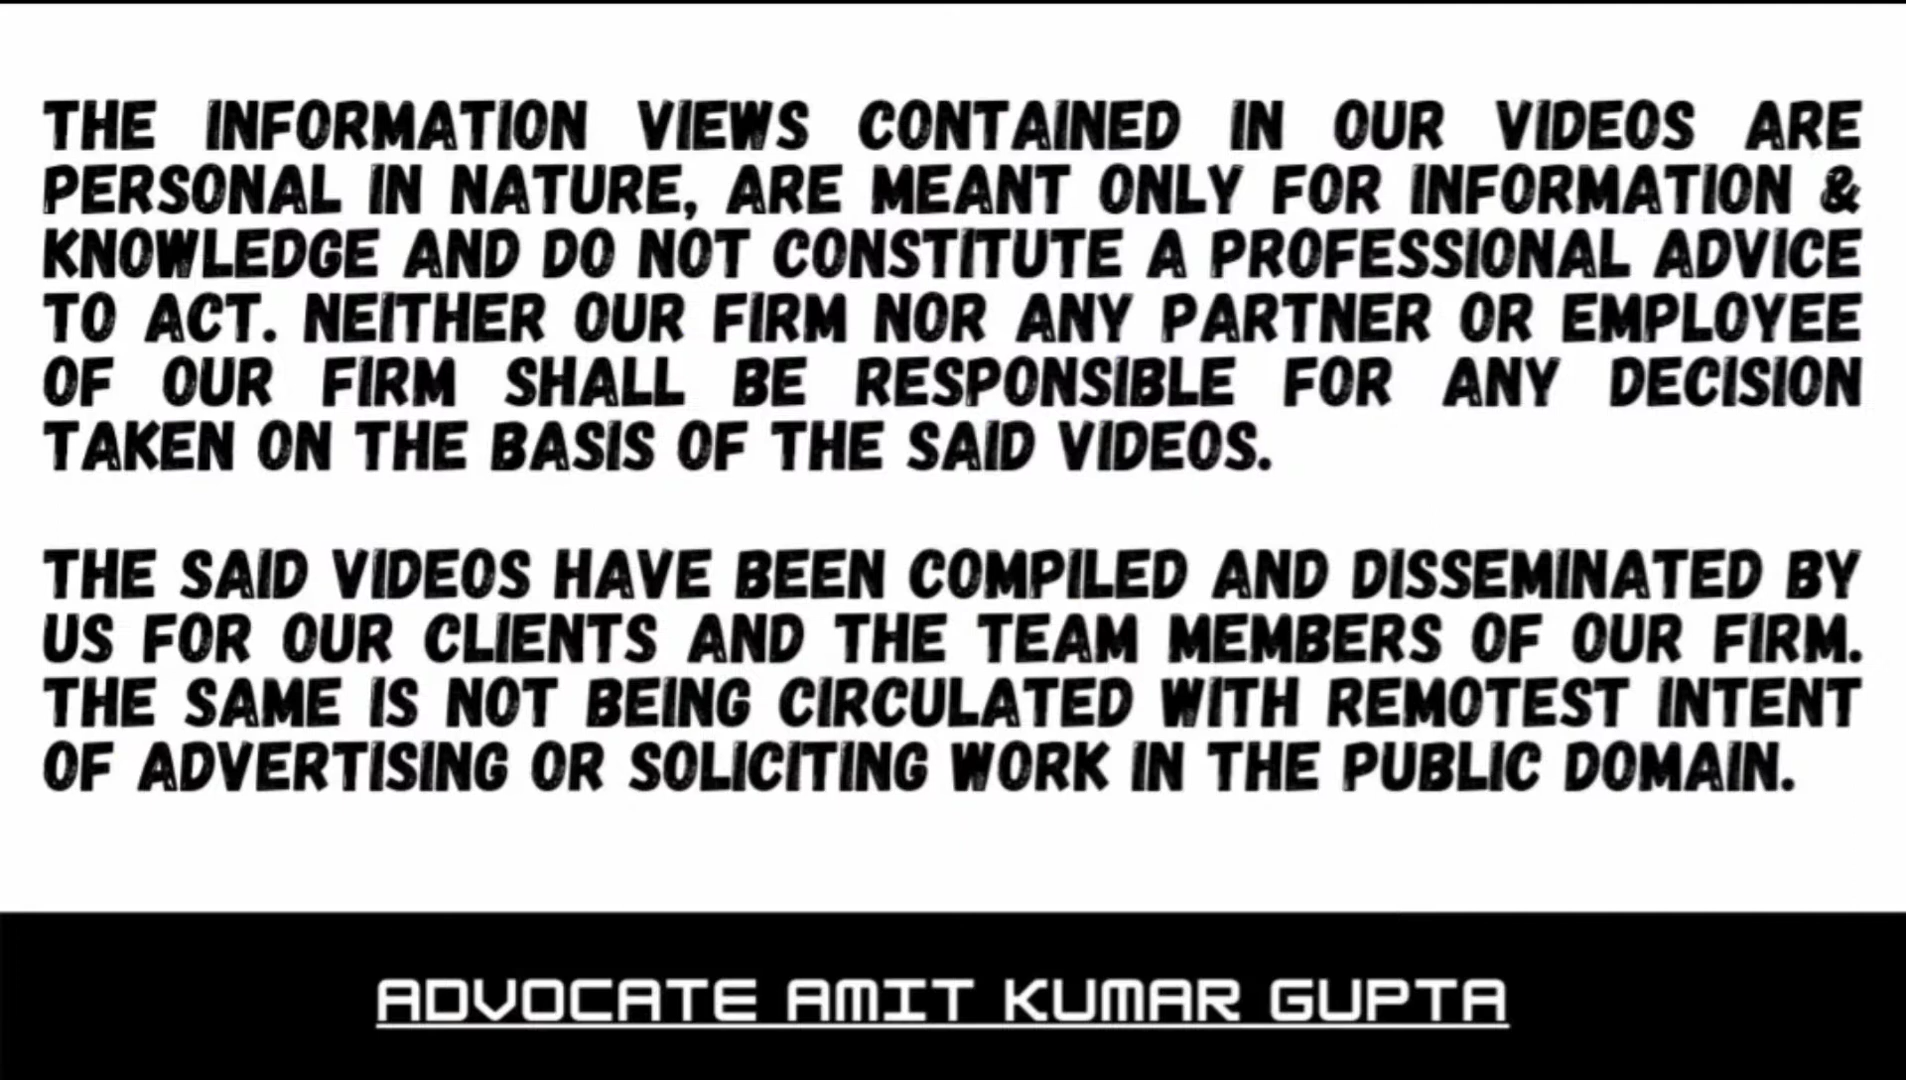 THE INFORMATION VIEWS CONTAINED IN OUR VIDEOS ARE
PERSONAL IN NATURE, ARE MEANT ONLY FOR INFORMATION &
KNOWLEDGE AND DO NOT CONSTITUTE A PROFESSIONAL ADVICE
TO ACT. NEITHER OUR FIRM NOR ANY PARTNER OR EMPLOYEE
OF OUR FIRM SHALL BE RESPONSIBLE FOR ANY DECISION
TAKEN ON THE BASIS OF THE SAID VIDEOS.
THE SAID VIDEOS HAVE BEEN COMPILED AND DISSEMINATED BY
US FOR OUR CLIENTS AND THE TEAM MEMBERS OF OUR FIRM.
THE SAME IS NOT BEING CIRCULATED WITH REMOTEST INTENT
OF ADVERTISING OR SOLICITING WORK IN THE PUBLIC DOMAIN.
ADVOCATE AMIT KUMAR GUPTA